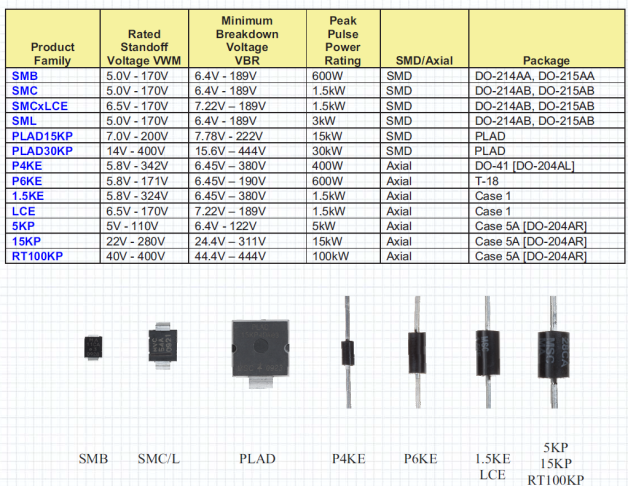 Product Family Rated Standoff Voltage VWM Minimum Breakdown Voltage VBR Peak Pulse Power Rating SMD/Axial Package
SMB 5.0V - 170V 6.4V - 189V 600W SMD DO-214AA, DO-215AA
SMC 5.0V - 170V 6.4V - 189V 1.5kW SMD DO-214AB, DO-215AB
SMCxLCE 6.5V - 170V 7.22V – 189V 1.5kW SMD DO-214AB, DO-215AB
SML 5.0V - 170V 6.4V - 189V 3kW SMD DO-214AB, DO-215AB
PLAD15KP 7.0V - 200V 7.78V - 222V 15kW SMD PLAD
PLAD30KP 14V - 400V 15.6V – 444V 30kW SMD PLAD
P4KE 5.8V - 342V 6.45V – 380V 400W Axial DO-41 [DO-204AL]
P6KE 5.8V - 171V 6.45V – 190V 600W Axial T-18
1.5KE 5.8V - 324V 6.45V – 380V 1.5kW Axial Case 1
LCE 6.5V - 170V 7.22V – 189V 1.5kW Axial Case 1
5KP 5V - 110V 6.4V - 122V 5kW Axial Case 5A [DO-204AR]
15KP 22V - 280V 24.4V – 311V 15kW Axial Case 5A [DO-204AR]
RT100KP 40V - 400V 44.4V – 444V 100kW Axial Case 5A [DO-204AR]
SMB SMC/L PLAD P4KE P6KE 1.5KE 5KP
LCE 15KP
RT100KP